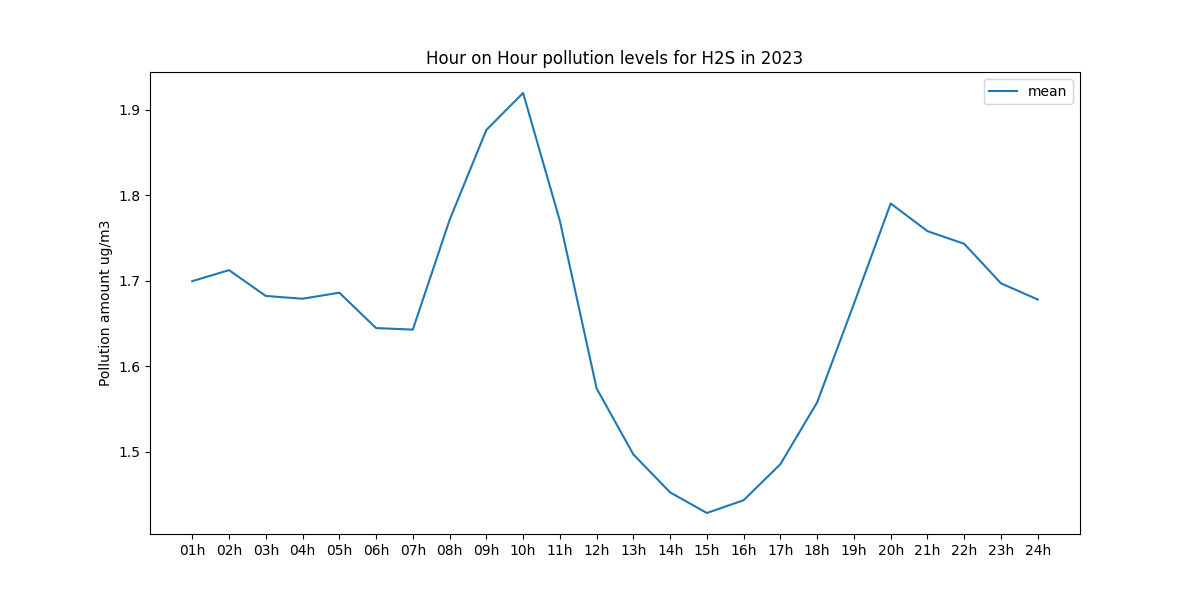 Hour on Hour pollution levels for H2S in 2023
mean
Pollution amount ug/m3
1.9
1.8
1.7
1.6
1.5
01h 02h 03h 04h 05h 06h 07h 08h 09h 10h 11h 12h 13h 14h 15h 16h 17h 18h 19h 20h 21h 22h 23h 24h